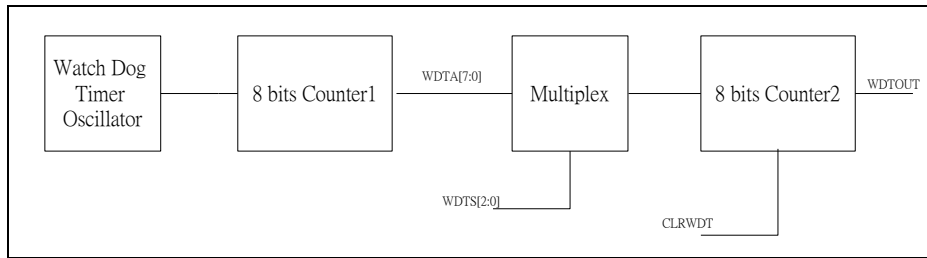 Watch Dog
Timer
Oscillator
8 bits Counter1
WDTA[7:0]
Multiplex
8 bits Counter2
WDTOUT
WDTS[2:0]
CLRWDT